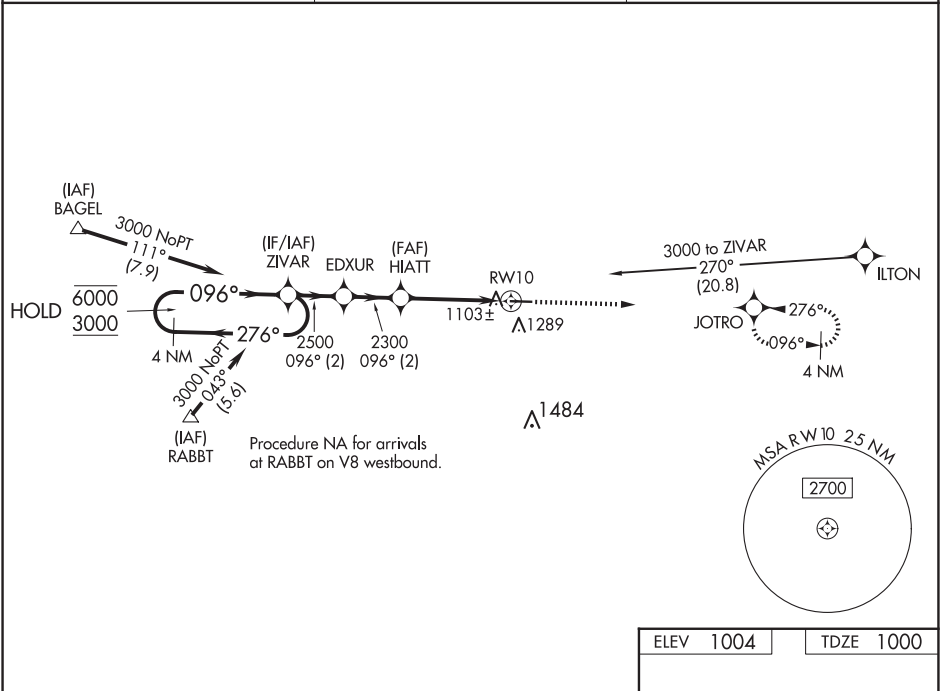 (IAF)
BAGEL
3000 NoPT
111°
(7.9)
HOLD
6000
3000
096°
276°
4 NM
3000 NoPT
043°
(5.6)
(IAF)
RABBT
(IF/IAF)
ZIVAR
EDXUR
(FAF)
HIATT
2500
096° (2)
2300
096° (2)
RW10
1103±
1289
1484
3000 to ZIVAR
270°
(20.8)
ILTON
JOTRO
276°
096°
4 NM
Procedure NA for arrivals
at RABBT on V8 westbound.
MSA RW10 25 NM
2700
ELEV 1004
TDZE 1000